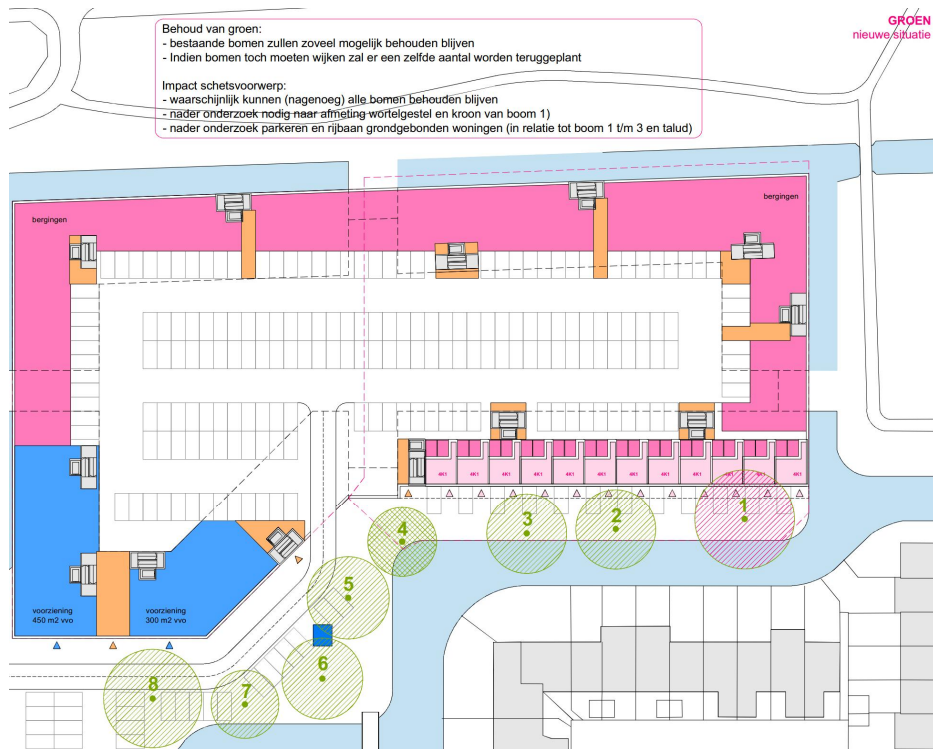 Behoud van groen:
- bestaande bomen zullen zoveel mogelijk behouden blijven
- Indien bomen toch moeten wijken zal er een zelfde aantal worden teruggeplant
Impact schetsvoorwerp:
- waarschijnlijk kunnen (nagenoeg) alle bomen behouden blijven
- nader onderzoek nodig naar afmeting wortelgestel en kroon van boom 1)
- nader onderzoek parkeren en rijbaan grondgebonden woningen (in relatie tot boom 1 t/m 3 en talud)
GROEN
nieuwe situatie
bergingen
bergingen
4K1 4K1 4K1 4K1 4K1 4K1 4K1 4K1 4K1 4K1 4K1 4K1
1
2
3
4
5
6
7
8
voorziening
450 m2 vvo
voorziening
300 m2 vvo